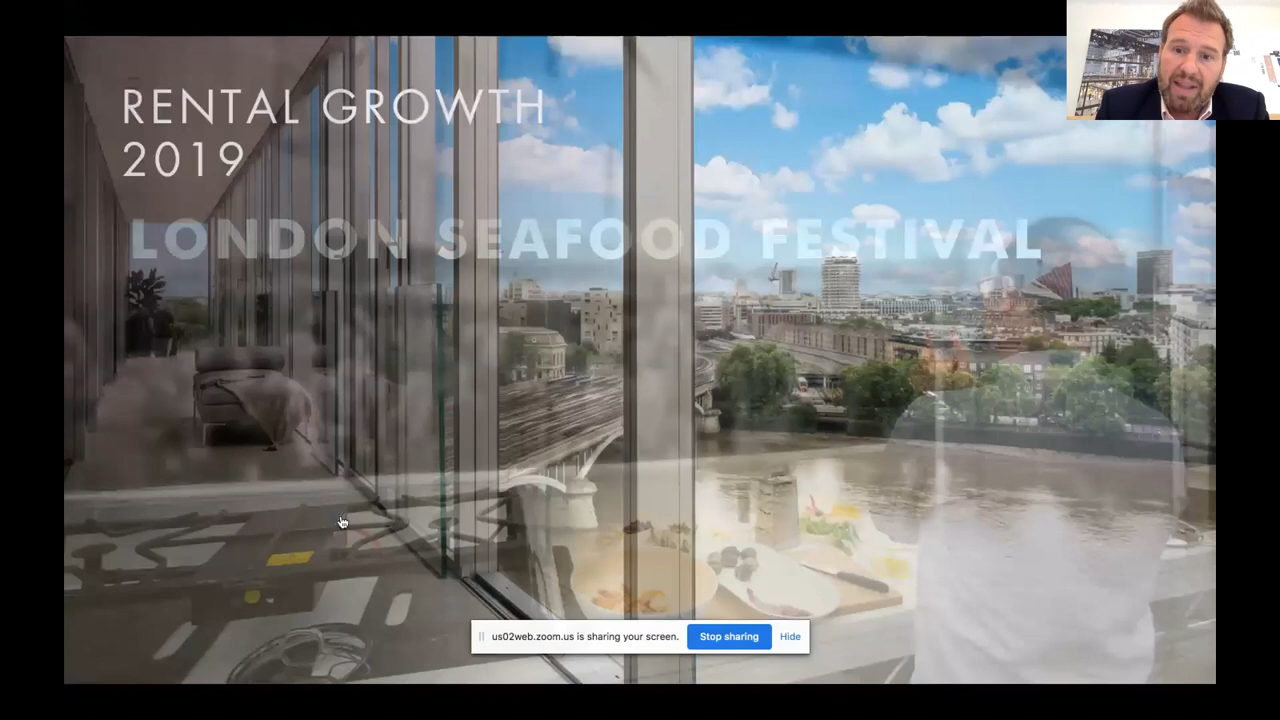 RENTAL GROWTH
2019
LONDON SEAFOOD FESTIVAL
us02web.zoom.us is sharing your screen. Stop sharing Hide